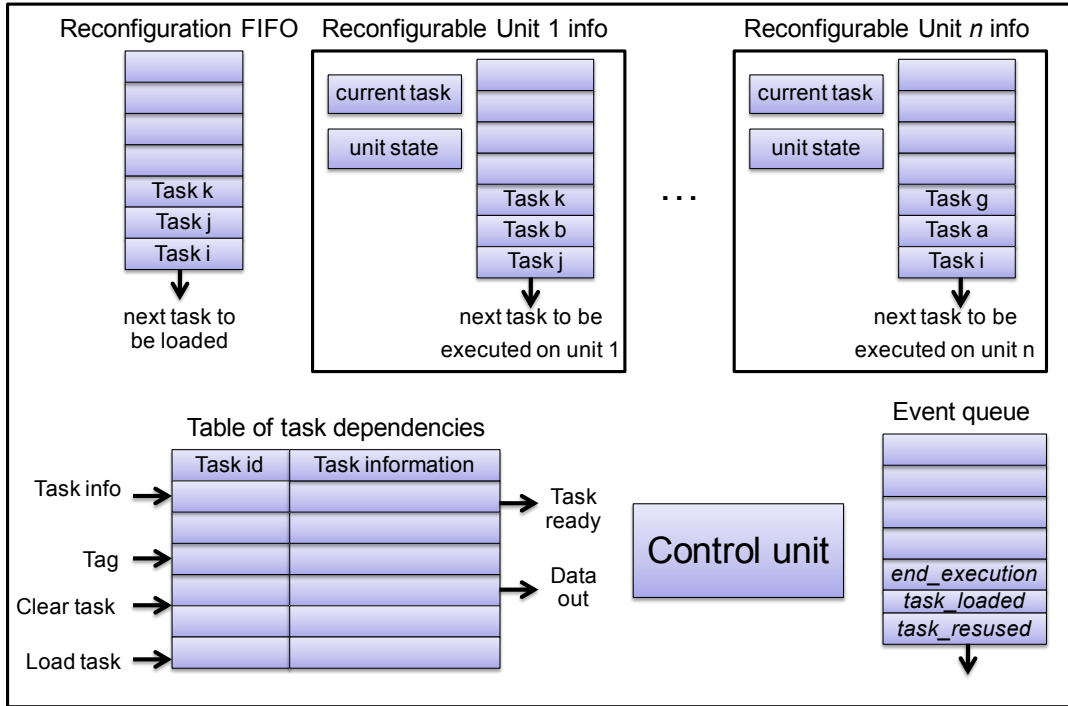 Reconfiguration FIFO
Task k
Task j
Task i
next task to
be loaded
Reconfigurable Unit 1 info
current task
unit state
Task k
Task b
Task j
next task to be
executed on unit 1
...
Reconfigurable Unit n info
current task
unit state
Task g
Task a
Task i
next task to be
executed on unit n
Table of task dependencies
Task id Task information
Task info
Tag
Clear task
Load task
Task
ready
Data
out
Control unit
Event queue
end_execution
task_loaded
task_resused